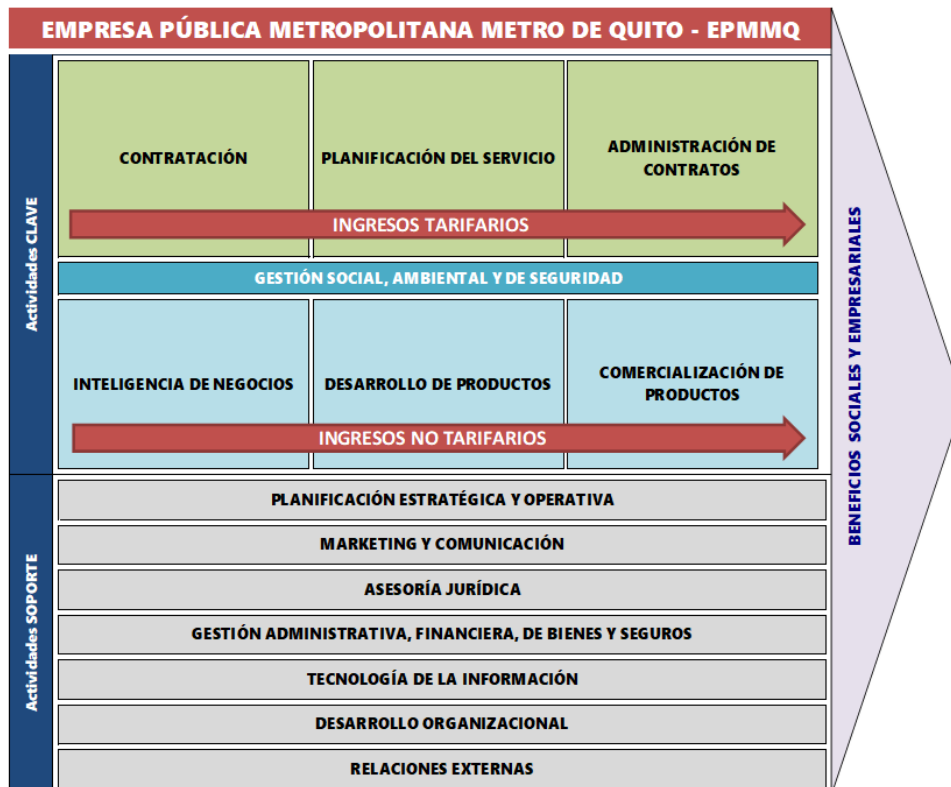 EMPRESA PÚBLICA METROPOLITANA METRO DE QUITO - EPMMQ
Actividades CLAVE
CONTRATACIÓN
PLANIFICACIÓN DEL SERVICIO
ADMINISTRACIÓN DE
CONTRATOS
INGRESOS TARIFARIOS
GESTIÓN SOCIAL, AMBIENTAL Y DE SEGURIDAD
INTELIGENCIA DE NEGOCIOS
DESARROLLO DE PRODUCTOS
COMERCIALIZACIÓN DE
PRODUCTOS
INGRESOS NO TARIFARIOS
Actividades SOPORTE
PLANIFICACIÓN ESTRATÉGICA Y OPERATIVA
MARKETING Y COMUNICACIÓN
ASESORÍA JURÍDICA
GESTIÓN ADMINISTRATIVA, FINANCIERA, DE BIENES Y SEGUROS
TECNOLOGÍA DE LA INFORMACIÓN
DESARROLLO ORGANIZACIONAL
RELACIONES EXTERNAS
BENEFICIOS SOCIALES Y EMPRESARIALES